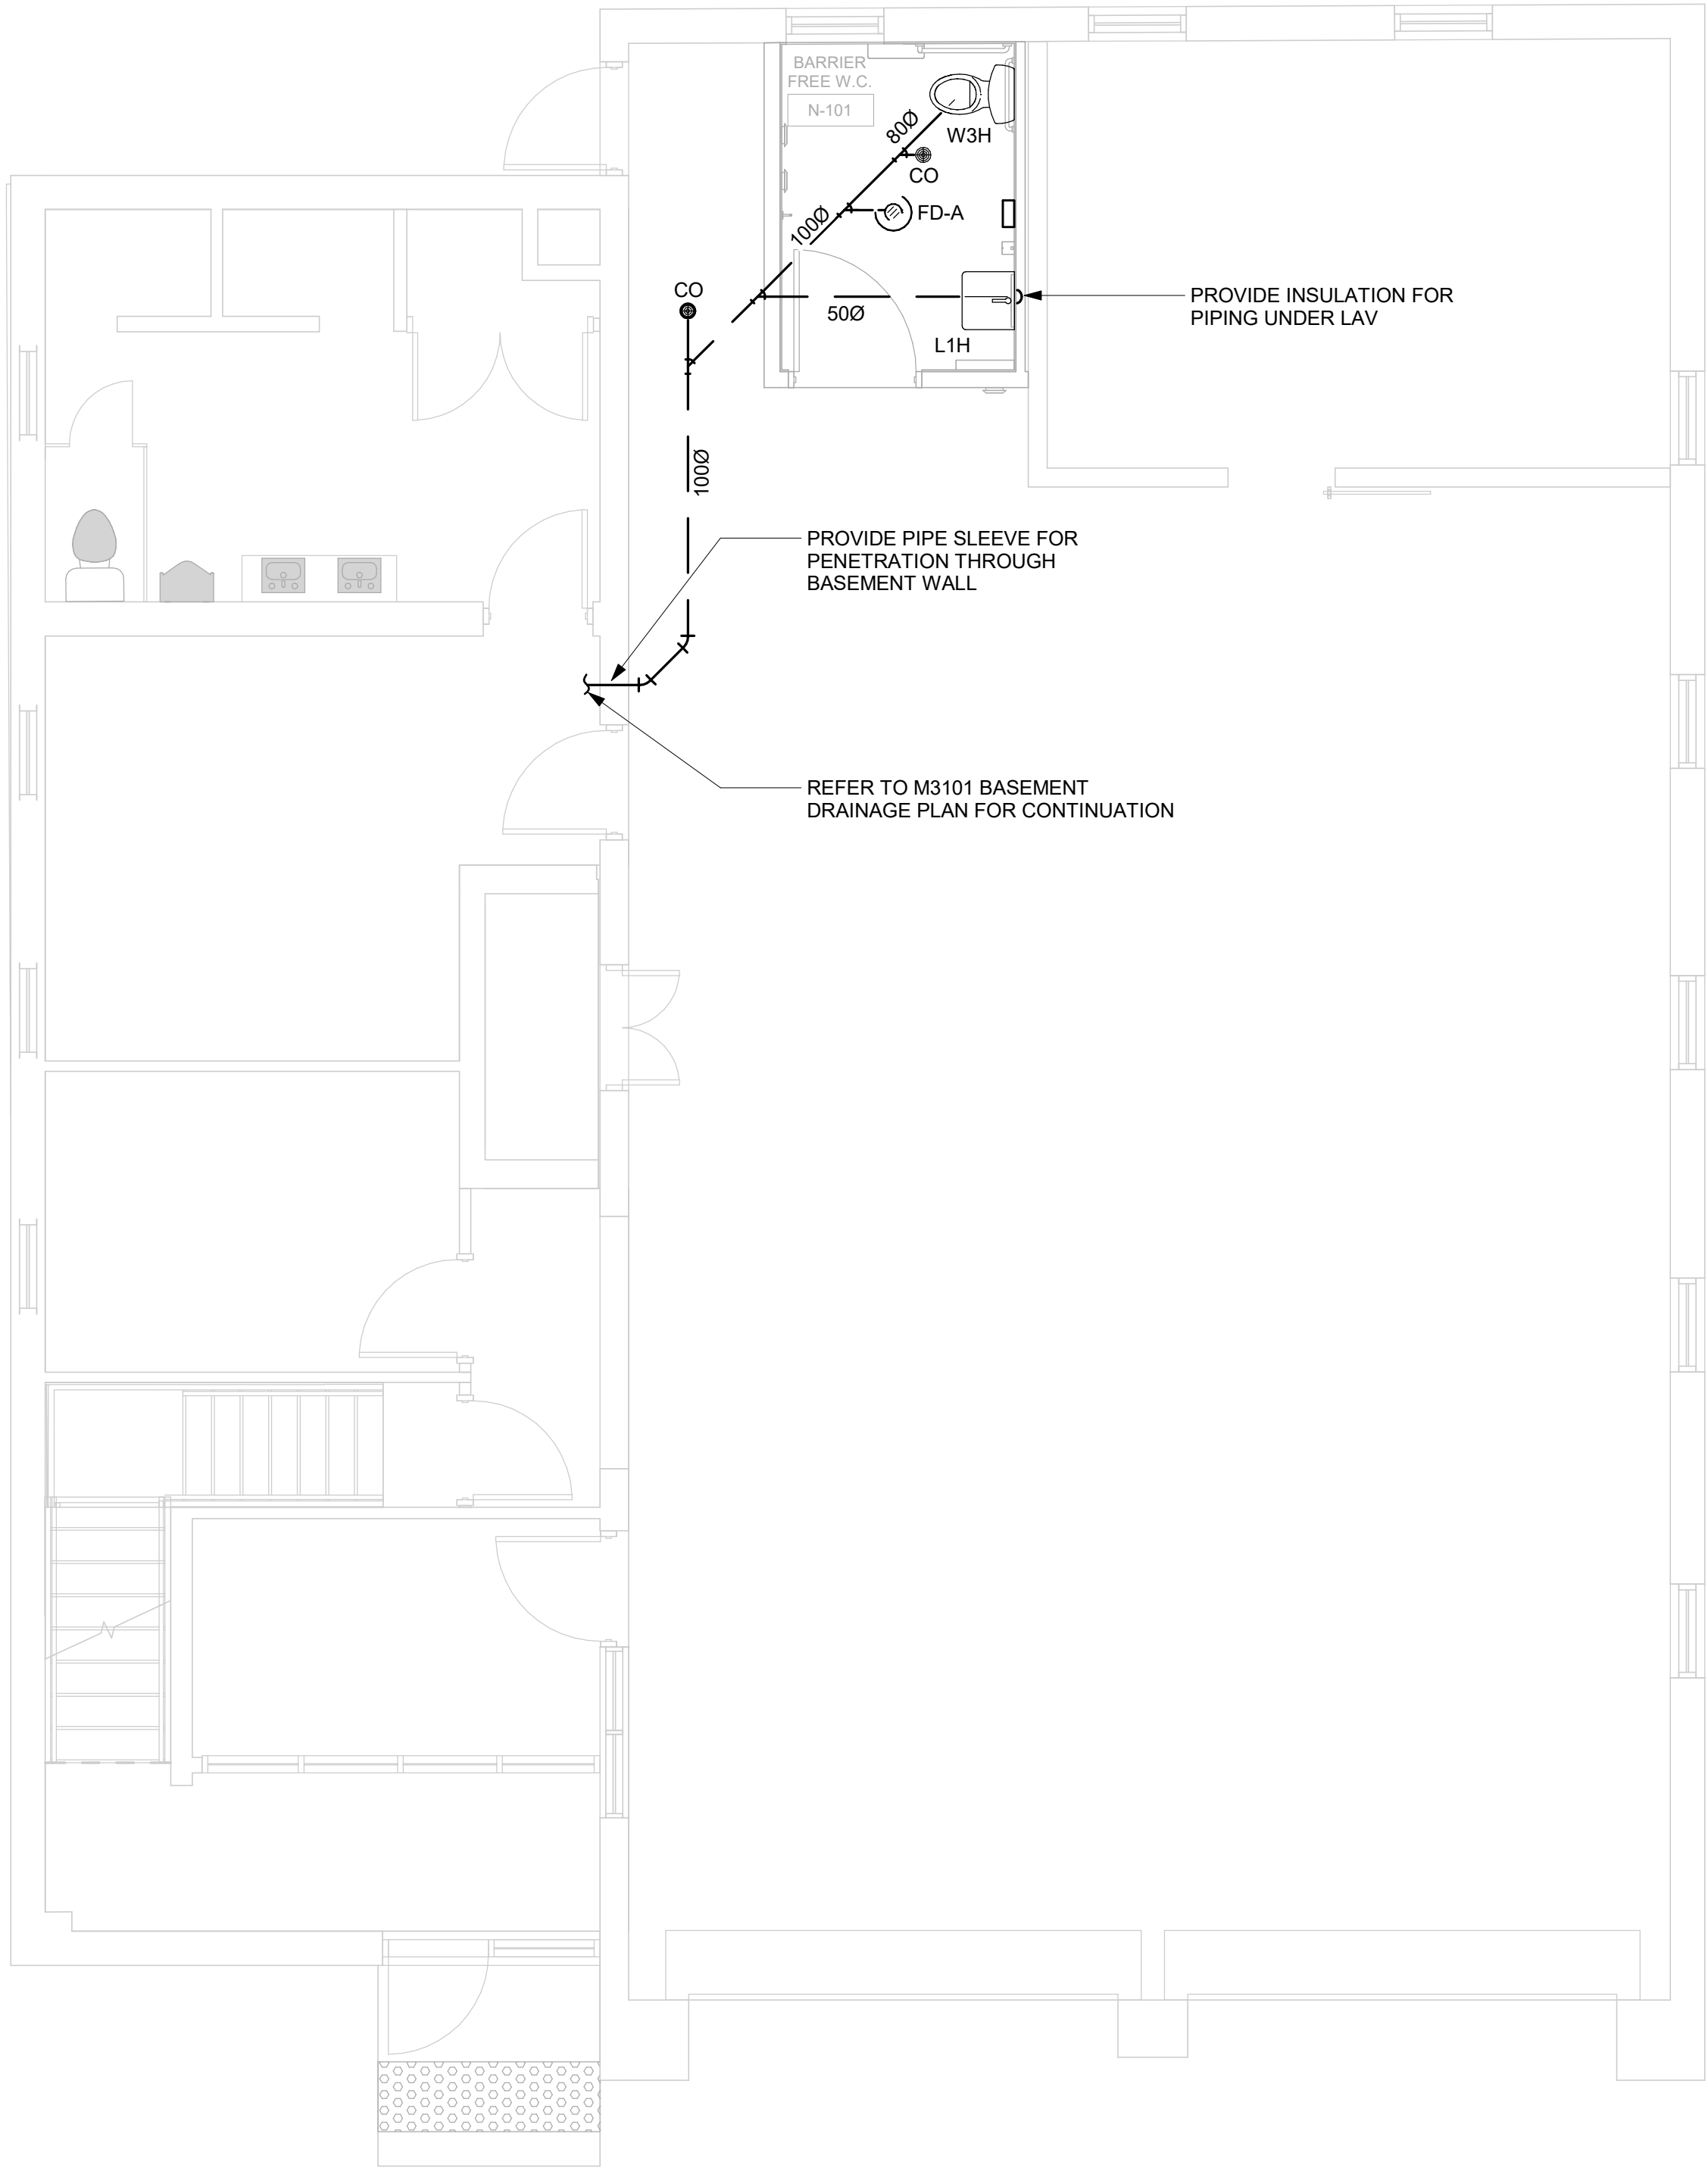 BARRIER
FREE W.C.
N-101
80Ø
W3H
CO
100Ø
FD-A
CO
50Ø
L1H
PROVIDE INSULATION FOR
PIPING UNDER LAV
100Ø
PROVIDE PIPE SLEEVE FOR
PENETRATION THROUGH
BASEMENT WALL
REFER TO M3101 BASEMENT
DRAINAGE PLAN FOR CONTINUATION